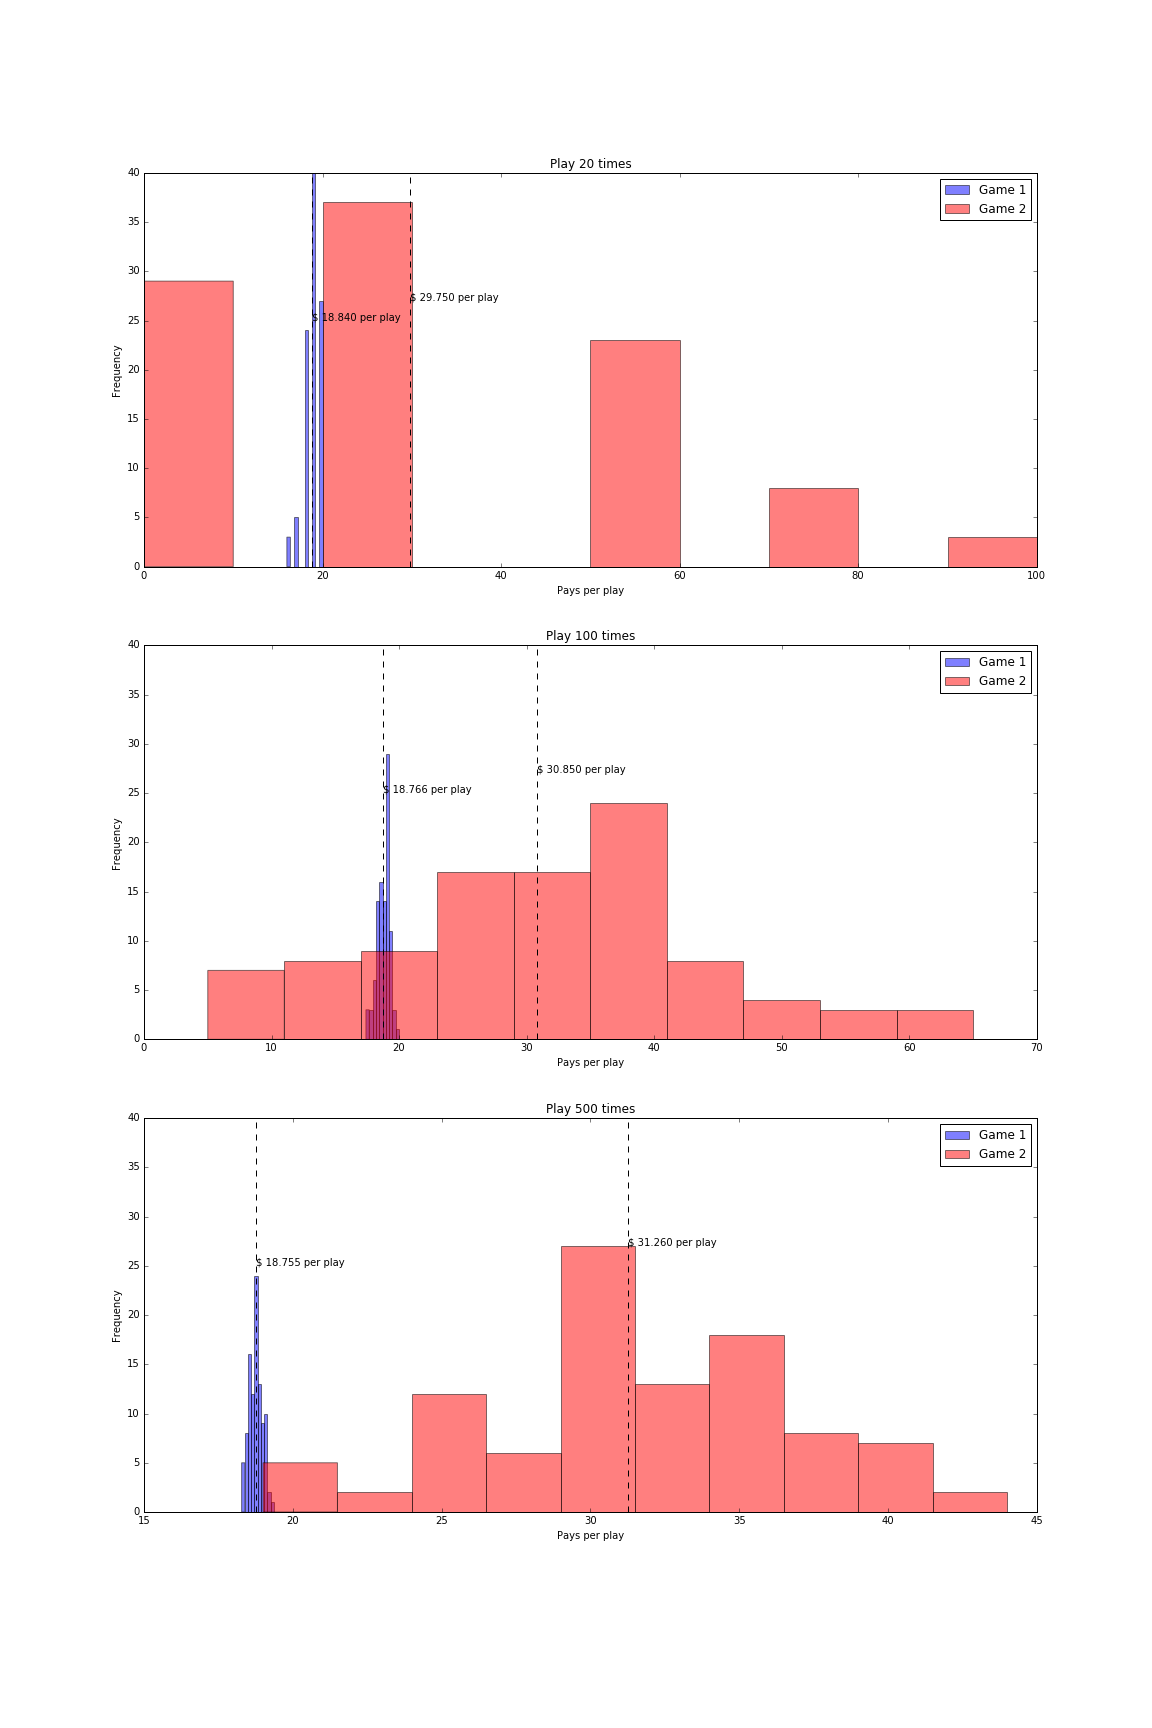 Play 20 times
40
35
30
25
20
15
10
5
0
Frequency
Game 1
Game 2
$ 29.750 per play
$ 18.840 per play
0 20 40 60 80 100
Pays per play
Play 100 times
40
35
30
25
20
15
10
5
0
Frequency
Game 1
Game 2
$ 30.850 per play
$ 18.766 per play
0 10 20 30 40 50 60 70
Pays per play
Play 500 times
40
35
30
25
20
15
10
5
0
Frequency
Game 1
Game 2
$ 31.260 per play
$ 18.755 per play
15 20 25 30 35 40 45
Pays per play